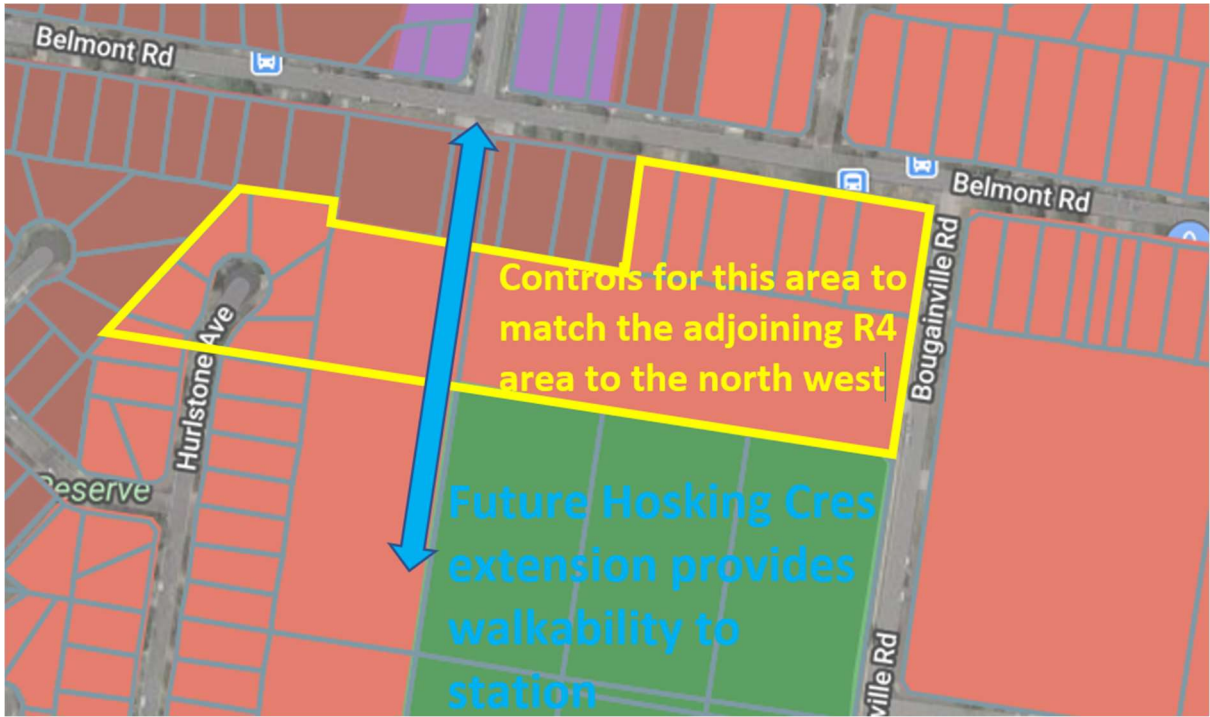 Belmont Rd
Belmont Rd
Bougainville Rd
Controls for this area to
match the adjoining R4
area to the north west
Hurlstone Ave
Reserve
Future Hosking Cres
extension provides
walkability to
station
ville Rd